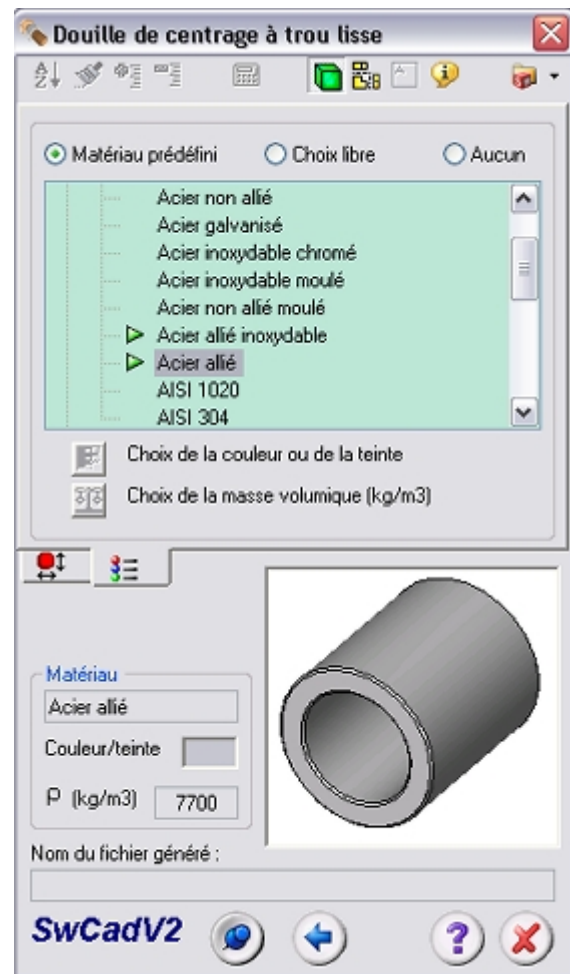 Douille de centrage à trou lisse
Matériau prédéfini Choix libre Aucun
Acier non allié
Acier galvanisé
Acier inoxydable chromé
Acier inoxydable moulé
Acier non allié moulé
Acier allié inoxydable
Acier allié
AISI 1020
AISI 304
Choix de la couleur ou de la teinte
Choix de la masse volumique (kg/m3)
Matériau
Acier allié
Couleur/teinte
P (kg/m3) 7700
Nom du fichier généré :
SwCadV2